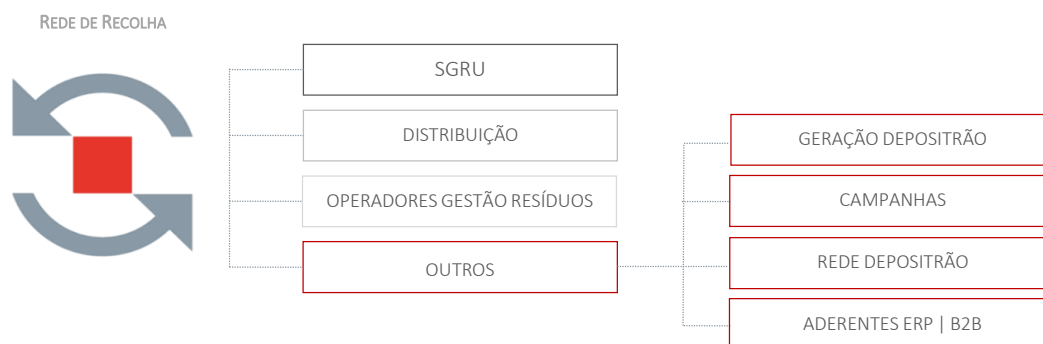 REDE DE RECOLHA
SGRU
DISTRIBUIÇÃO
OPERADORES GESTÃO RESÍDUOS
OUTROS
GERAÇÃO DEPOSITRÃO
CAMPANHAS
REDE DEPOSITRÃO
ADERENTES ERP | B2B